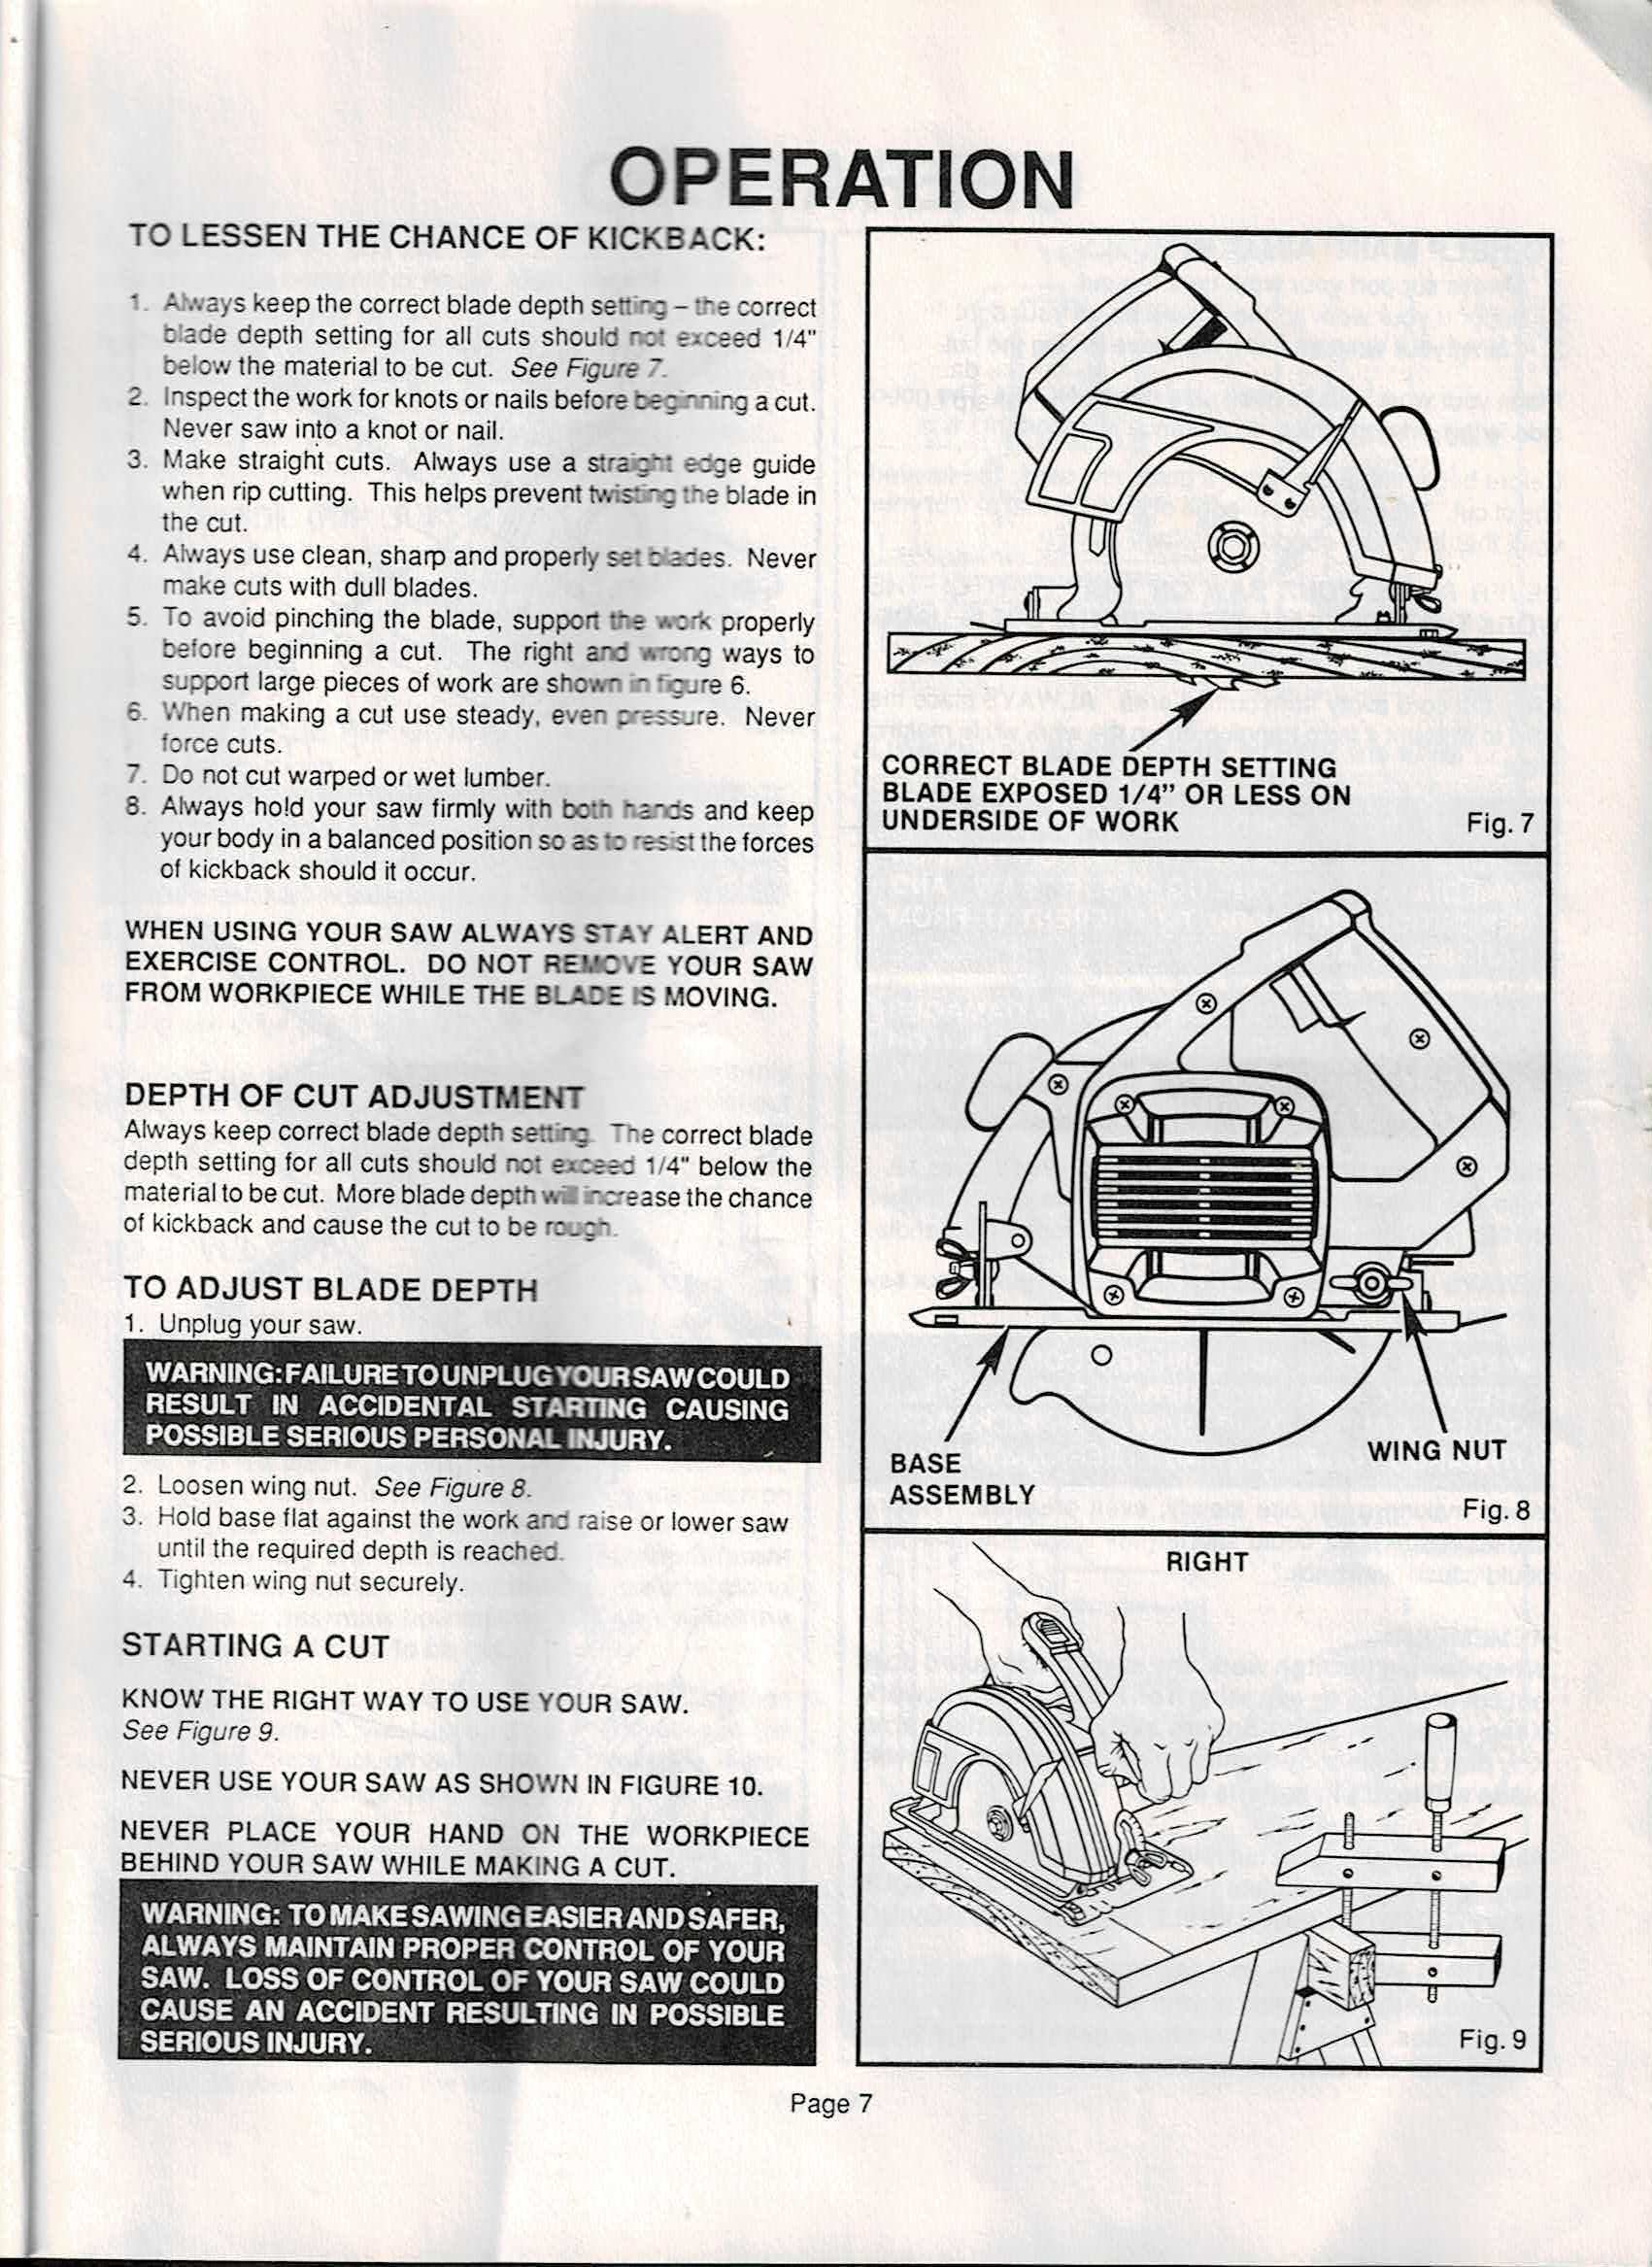 OPERATION
TO LESSEN THE CHANCE OF KICKBACK:
1. Always keep the correct blade depth setting – the correct
blade depth setting for all cuts should not exceed 1/4"
below the material to be cut. See Figure 7.
2. Inspect the work for knots or nails before beginning a cut.
Never saw into a knot or nail.
3. Make straight cuts. Always use a straight edge guide
when rip cutting. This helps prevent twisting the blade in
the cut.
4. Always use clean, sharp and properly set blades. Never
make cuts with dull blades.
5. To avoid pinching the blade, support the work properly
before beginning a cut. The right and wrong ways to
support large pieces of work are shown in figure 6.
6. When making a cut use steady, even pressure. Never
force cuts.
7. Do not cut warped or wet lumber.
8. Always hold your saw firmly with both hands and keep
your body in a balanced position so as to resist the forces
of kickback should it occur.
WHEN USING YOUR SAW ALWAYS STAY ALERT AND
EXERCISE CONTROL. DO NOT REMOVE YOUR SAW
FROM WORKPIECE WHILE THE BLADE IS MOVING.
DEPTH OF CUT ADJUSTMENT
Always keep correct blade depth setting. The correct blade
depth setting for all cuts should not exceed 1/4" below the
material to be cut. More blade depth will increase the chance
of kickback and cause the cut to be rough.
TO ADJUST BLADE DEPTH
1. Unplug your saw.
WARNING: FAILURE TO UNPLUG YOUR SAW COULD
RESULT IN ACCIDENTAL STARTING CAUSING
POSSIBLE SERIOUS PERSONAL INJURY.
2. Loosen wing nut. See Figure 8.
3. Hold base flat against the work and raise or lower saw
until the required depth is reached.
4. Tighten wing nut securely.
STARTING A CUT
KNOW THE RIGHT WAY TO USE YOUR SAW.
See Figure 9.
NEVER USE YOUR SAW AS SHOWN IN FIGURE 10.
NEVER PLACE YOUR HAND ON THE WORKPIECE
BEHIND YOUR SAW WHILE MAKING A CUT.
WARNING: TO MAKE SAWING EASIER AND SAFER,
ALWAYS MAINTAIN PROPER CONTROL OF YOUR
SAW. LOSS OF CONTROL OF YOUR SAW COULD
CAUSE AN ACCIDENT RESULTING IN POSSIBLE
SERIOUS INJURY.
CORRECT BLADE DEPTH SETTING
BLADE EXPOSED 1/4" OR LESS ON
UNDERSIDE OF WORK
Fig. 7
BASE
ASSEMBLY
WING NUT
Fig. 8
RIGHT
Fig. 9
Page 7